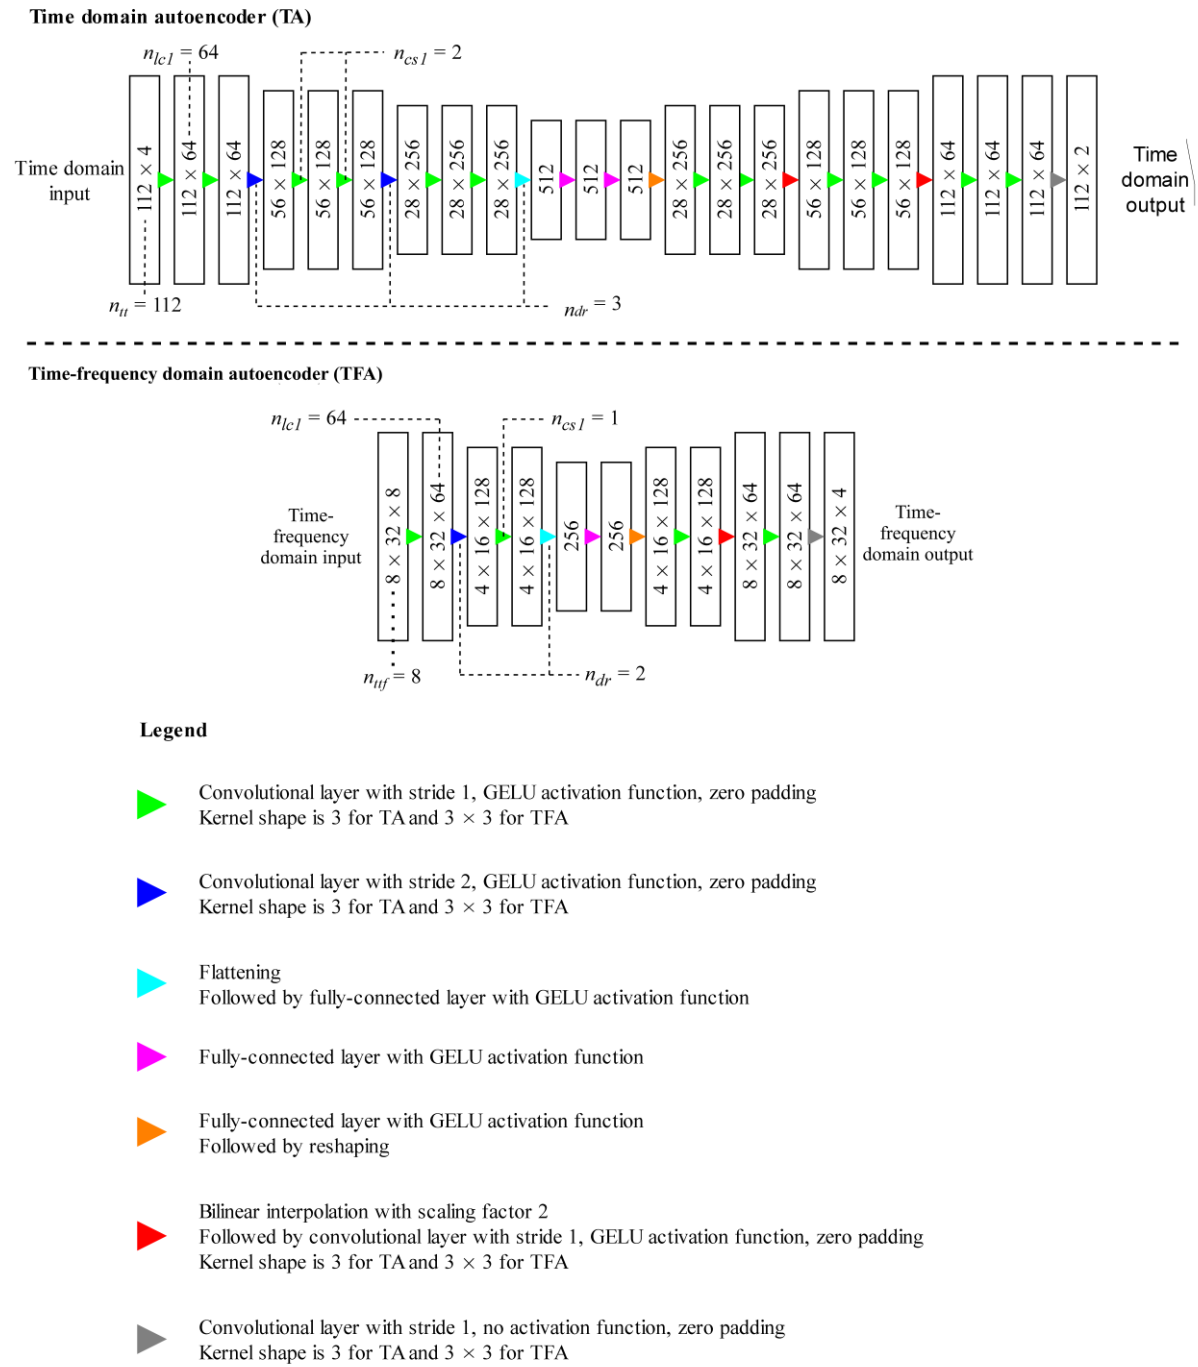 Time domain autoencoder (TA)
n_lc1 = 64
n_cs1 = 2
Time domain
input
112 × 4
112 × 64
112 × 64
56 × 128
56 × 128
56 × 128
28 × 256
28 × 256
28 × 256
512
512
512
28 × 256
28 × 256
28 × 256
56 × 128
56 × 128
56 × 128
112 × 64
112 × 64
112 × 64
112 × 2
Time
domain
output
n_tt = 112
n_dr = 3
Time-frequency domain autoencoder (TFA)
n_lc1 = 64
n_cs1 = 1
Time-
frequency
domain input
8 × 32 × 8
8 × 32 × 64
4 × 16 × 128
4 × 16 × 128
256
256
4 × 16 × 128
4 × 16 × 128
8 × 32 × 64
8 × 32 × 64
8 × 32 × 4
Time-
frequency
domain output
n_ttf = 8
n_dr = 2
Legend
Convolutional layer with stride 1, GELU activation function, zero padding
Kernel shape is 3 for TA and 3 × 3 for TFA
Convolutional layer with stride 2, GELU activation function, zero padding
Kernel shape is 3 for TA and 3 × 3 for TFA
Flattening
Followed by fully-connected layer with GELU activation function
Fully-connected layer with GELU activation function
Fully-connected layer with GELU activation function
Followed by reshaping
Bilinear interpolation with scaling factor 2
Followed by convolutional layer with stride 1, GELU activation function, zero padding
Kernel shape is 3 for TA and 3 × 3 for TFA
Convolutional layer with stride 1, no activation function, zero padding
Kernel shape is 3 for TA and 3 × 3 for TFA